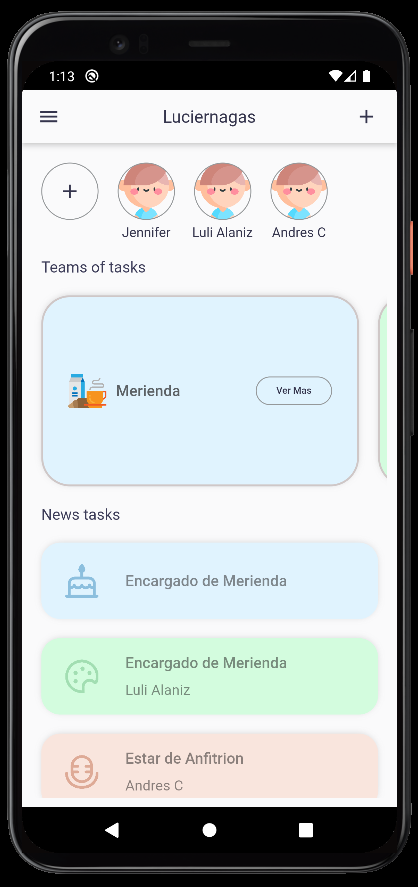 1:13
Luciernagas
Jennifer
Luli Alaniz
Andres C
Teams of tasks
Merienda
Ver Mas
News tasks
Encargado de Merienda
Encargado de Merienda
Luli Alaniz
Estar de Anfitrion
Andres C